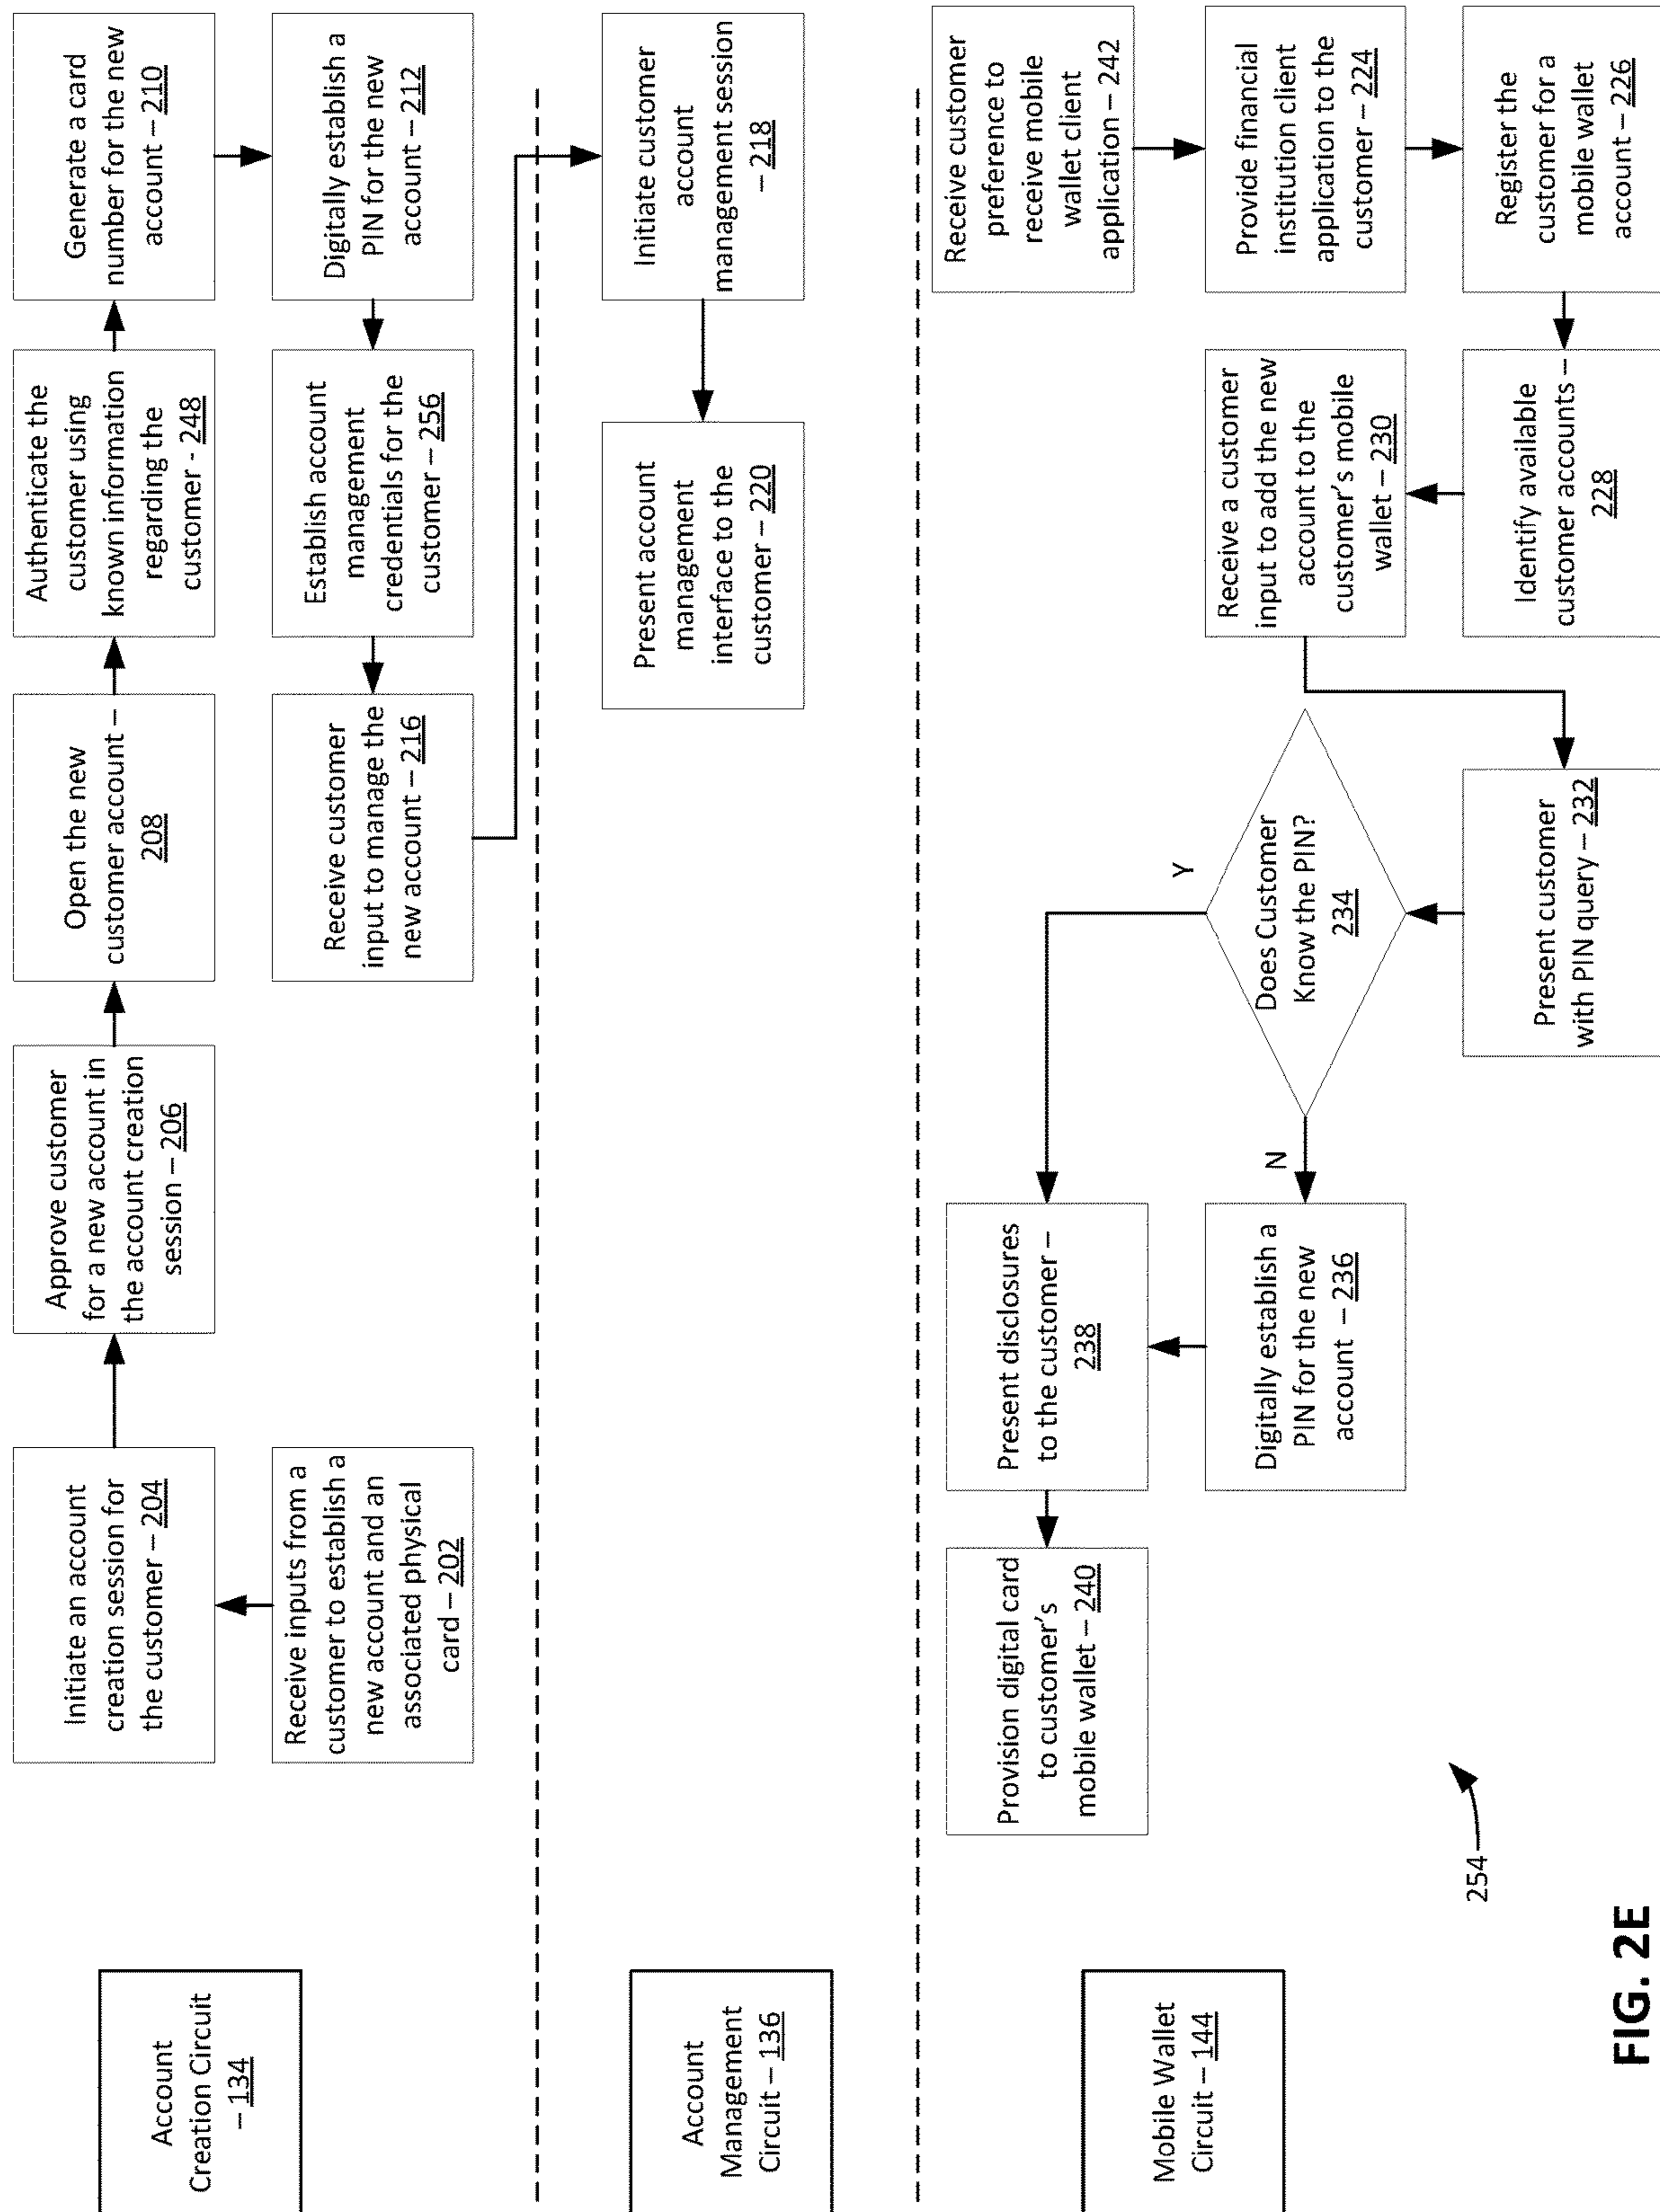 Account
Creation Circuit
– 134
Initiate an account
creation session for
the customer – 204
Receive inputs from a
customer to establish a
new account and an
associated physical
card – 202
Approve customer
for a new account in
the account creation
session – 206
Open the new
customer account –
208
Authenticate the
customer using
known information
regarding the
customer - 248
Generate a card
number for the new
account – 210
Digitally establish a
PIN for the new
account – 212
Establish account
management
credentials for the
customer – 256
Receive customer
input to manage the
new account – 216
Account
Management
Circuit – 136
Initiate customer
account
management session
– 218
Present account
management
interface to the
customer – 220
Mobile Wallet
Circuit – 144
Receive customer
preference to
receive mobile
wallet client
application – 242
Provide financial
institution client
application to the
customer – 224
Register the
customer for a
mobile wallet
account – 226
Identify available
customer accounts –
228
Receive a customer
input to add the new
account to the
customer's mobile
wallet – 230
Present customer
with PIN query – 232
Does Customer
Know the PIN?
234
Y
N
Digitally establish a
PIN for the new
account – 236
Present disclosures
to the customer –
238
Provision digital card
to customer's
mobile wallet – 240
254
FIG. 2E